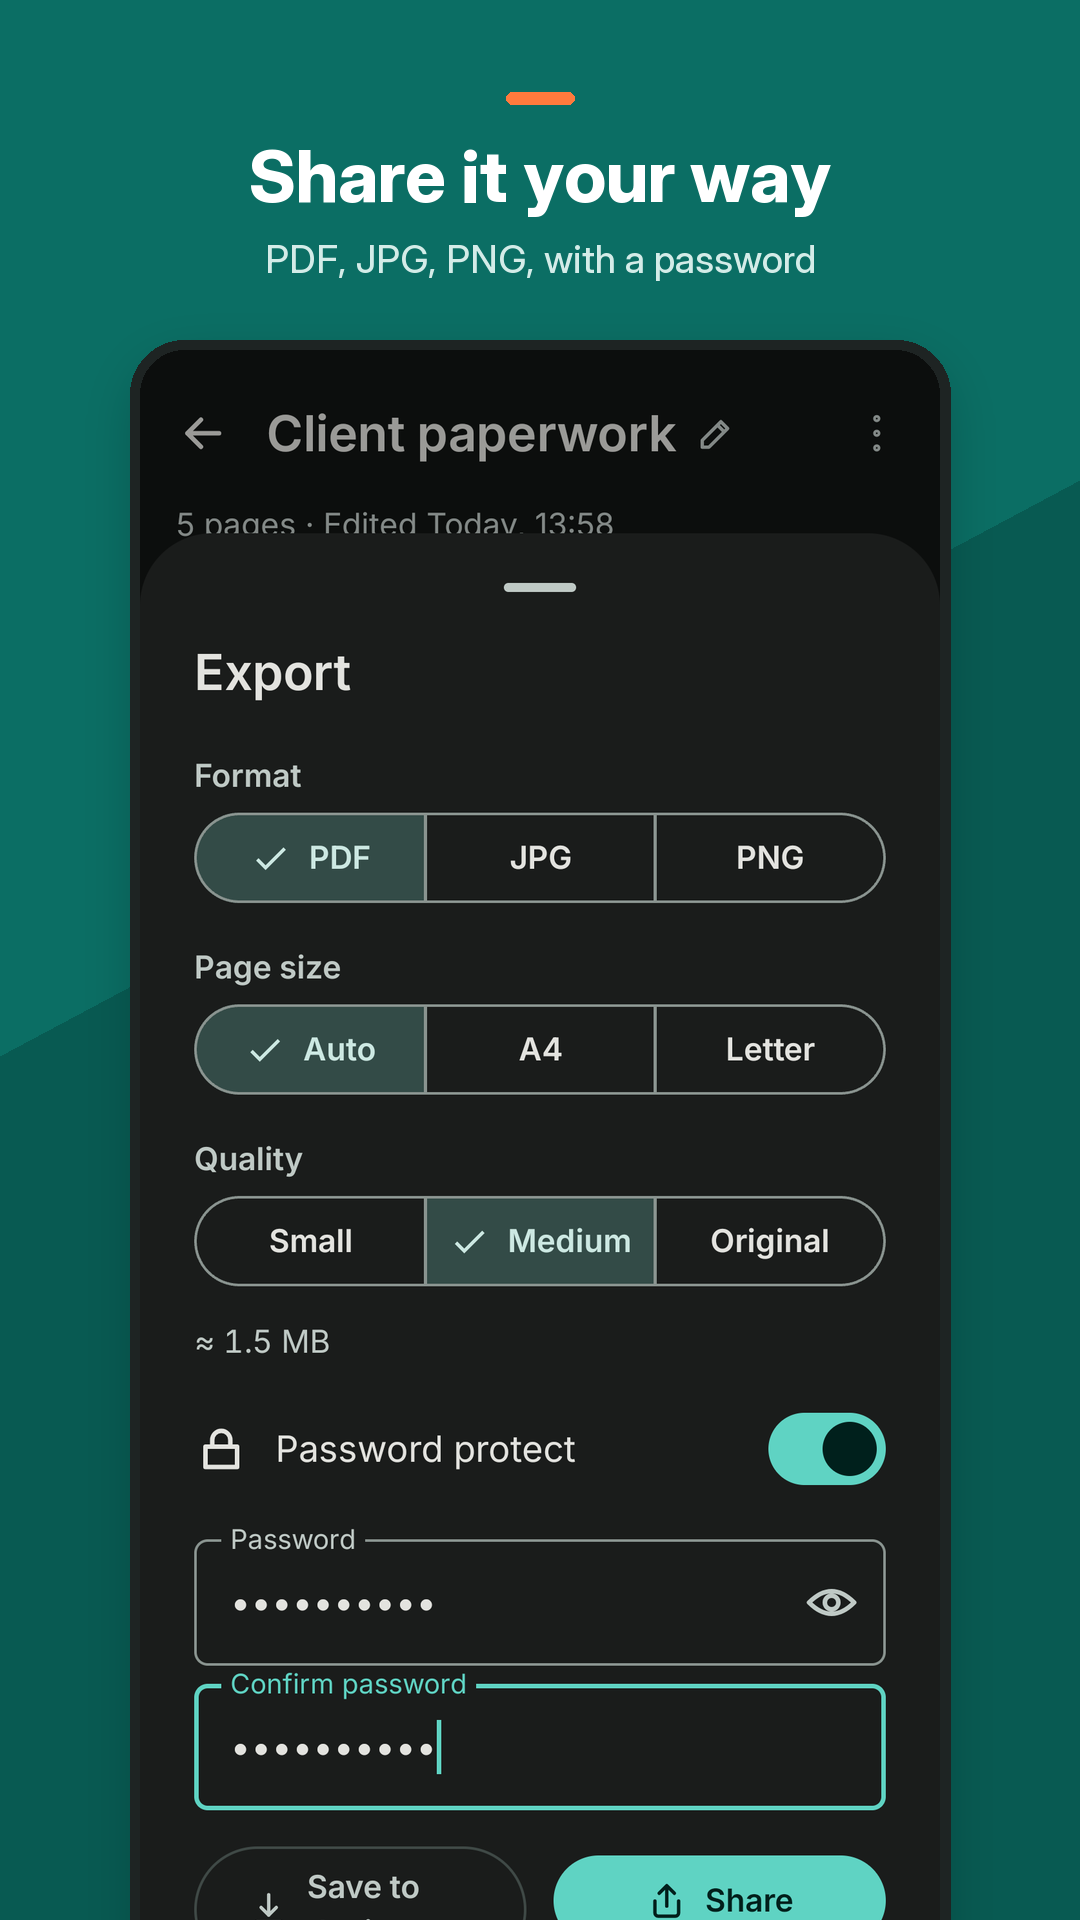 Share it your way
PDF, JPG, PNG, with a password
Client paperwork
5 pages · Edited Today, 13:58
Export
Format
PDF
JPG
PNG
Page size
Auto
A4
Letter
Quality
Small
Medium
Original
≈ 1.5 MB
Password protect
Password
••••••••••
Confirm password
••••••••••
Save to
Share